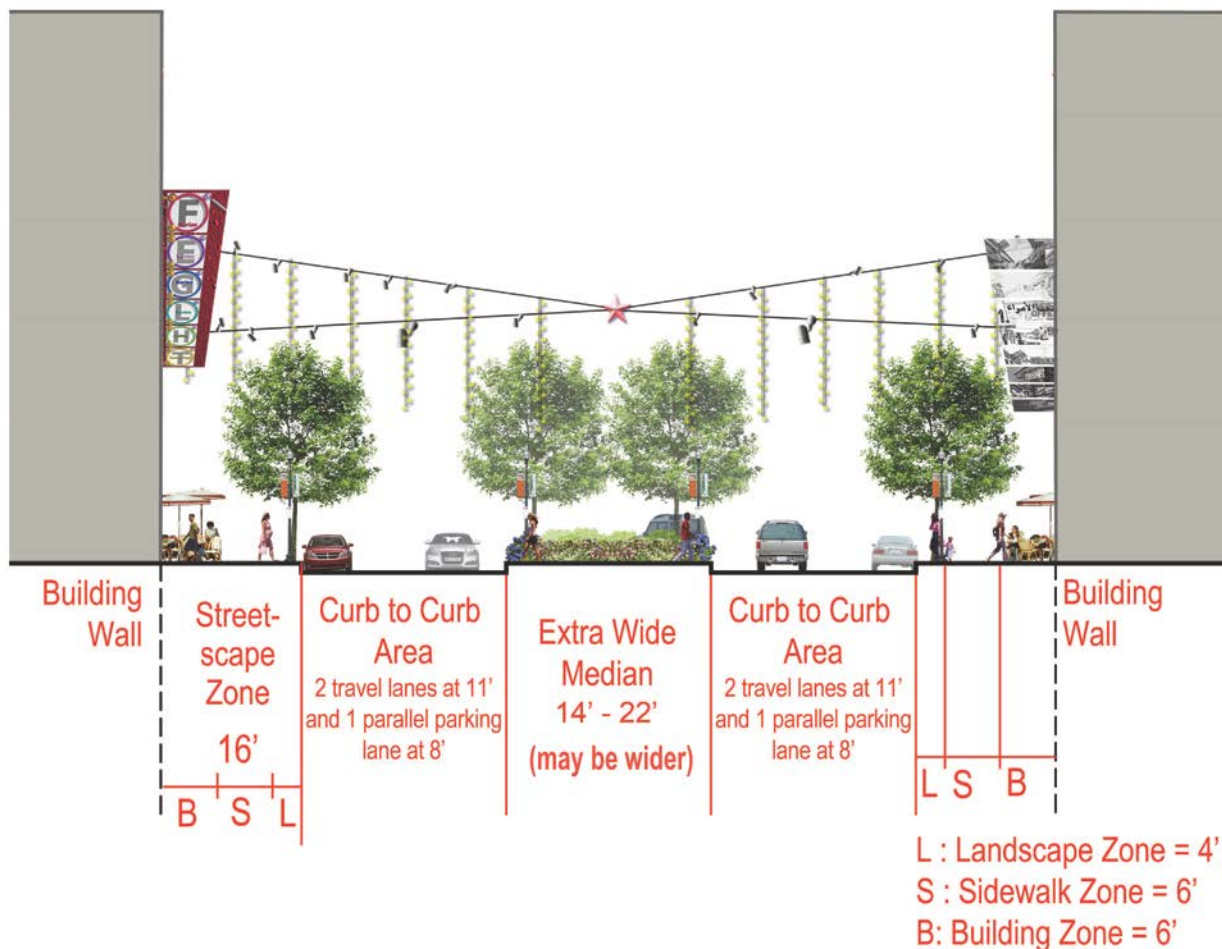 F
E
G
L
H
T
Building
Wall
Street-
scape
Zone
16'
B S L
Curb to Curb
Area
2 travel lanes at 11'
and 1 parallel parking
lane at 8'
Extra Wide
Median
14' - 22'
(may be wider)
Curb to Curb
Area
2 travel lanes at 11'
and 1 parallel parking
lane at 8'
L S B
Building
Wall
L : Landscape Zone = 4'
S : Sidewalk Zone = 6'
B: Building Zone = 6'